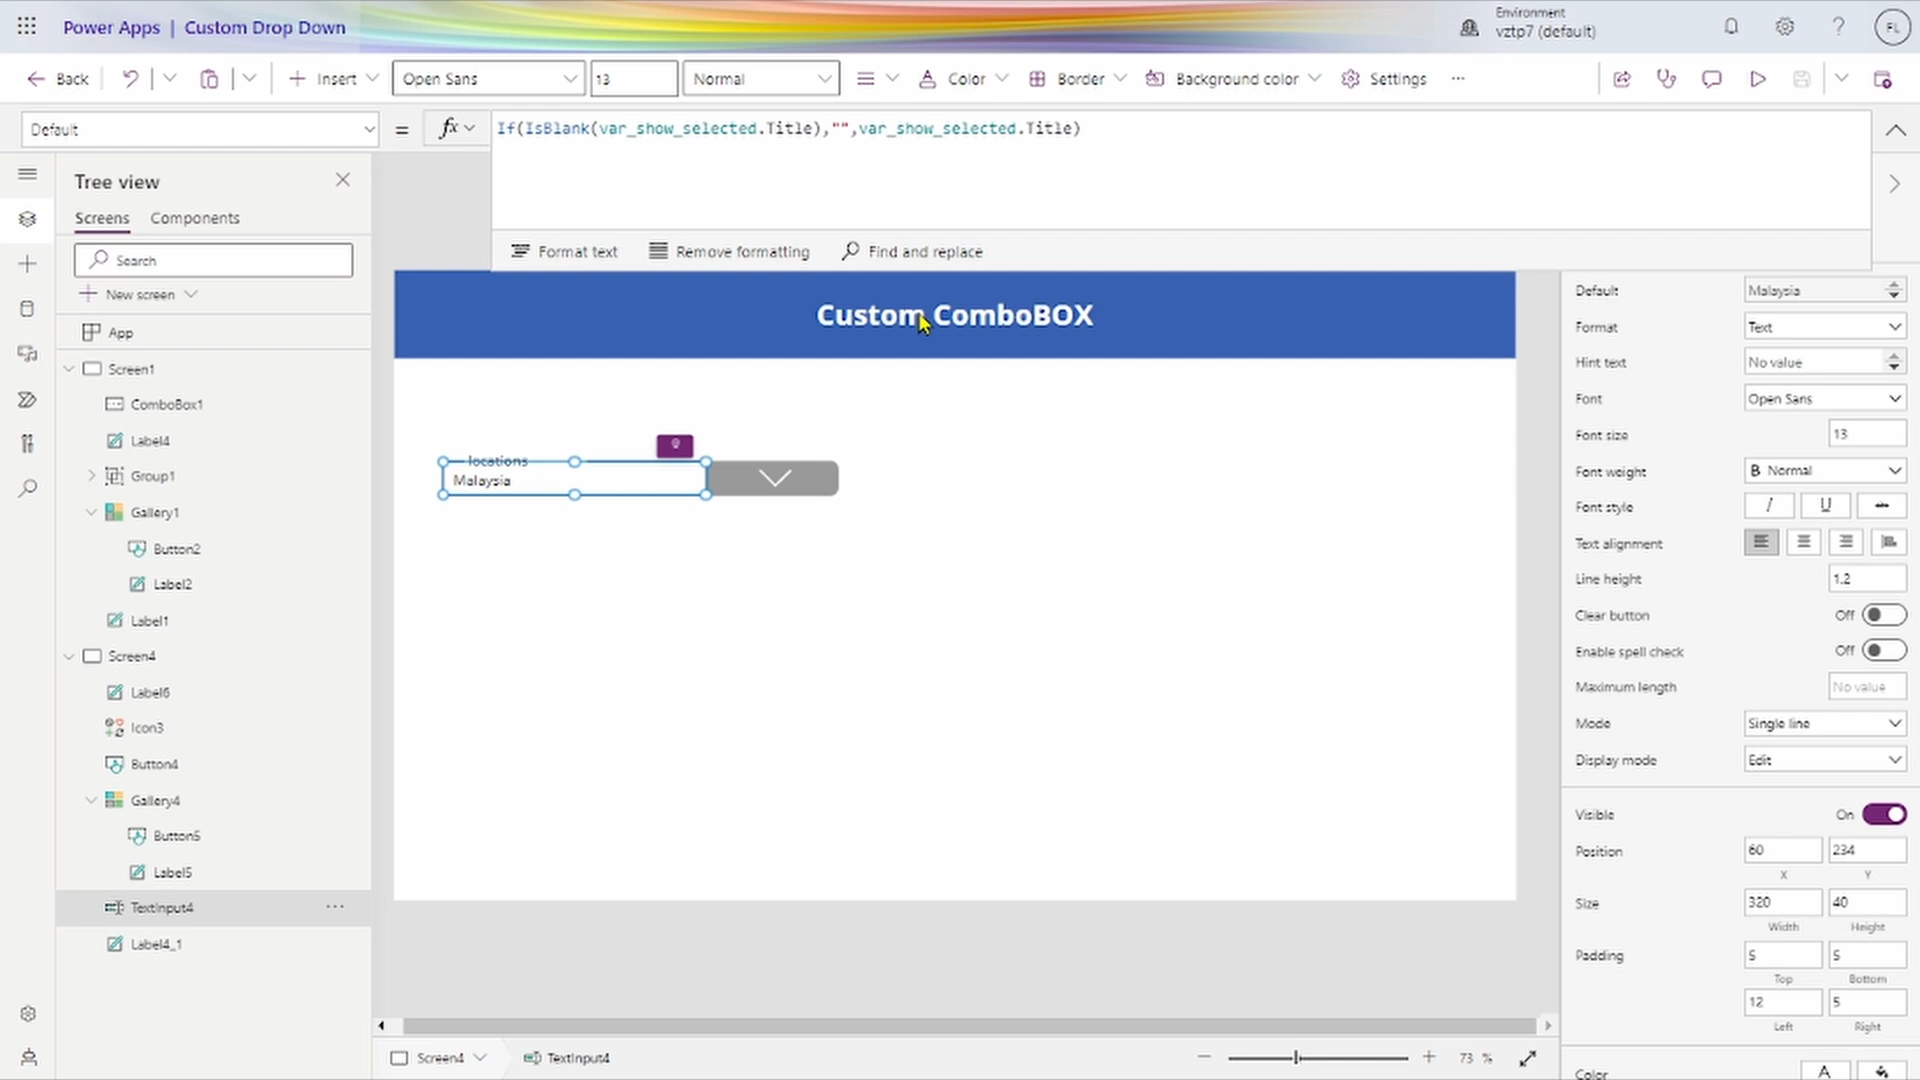 Power Apps | Custom Drop Down
Environment
vztp7 (default)
FL
Back
Insert
Open Sans
13
Normal
Color
Border
Background color
Settings
Default
=
fx
If(IsBlank(var_show_selected.Title),"",var_show_selected.Title)
Format text
Remove formatting
Find and replace
Tree view
Screens
Components
Search
New screen
App
Screen1
ComboBox1
Label4
Group1
Gallery1
Button2
Label2
Label1
Screen4
Label6
Icon3
Button4
Gallery4
Button5
Label5
TextInput4
Label4_1
Custom ComboBOX
locations
Malaysia
Default
Malaysia
Format
Text
Hint text
No value
Font
Open Sans
Font size
13
Font weight
B Normal
Font style
Text alignment
Line height
1.2
Clear button
Off
Enable spell check
Off
Maximum length
No value
Mode
Single line
Display mode
Edit
Visible
On
Position
60
234
X
Y
Size
320
40
Width
Height
Padding
5
5
Top
Bottom
12
5
Left
Right
Color
A
Screen4
TextInput4
73 %